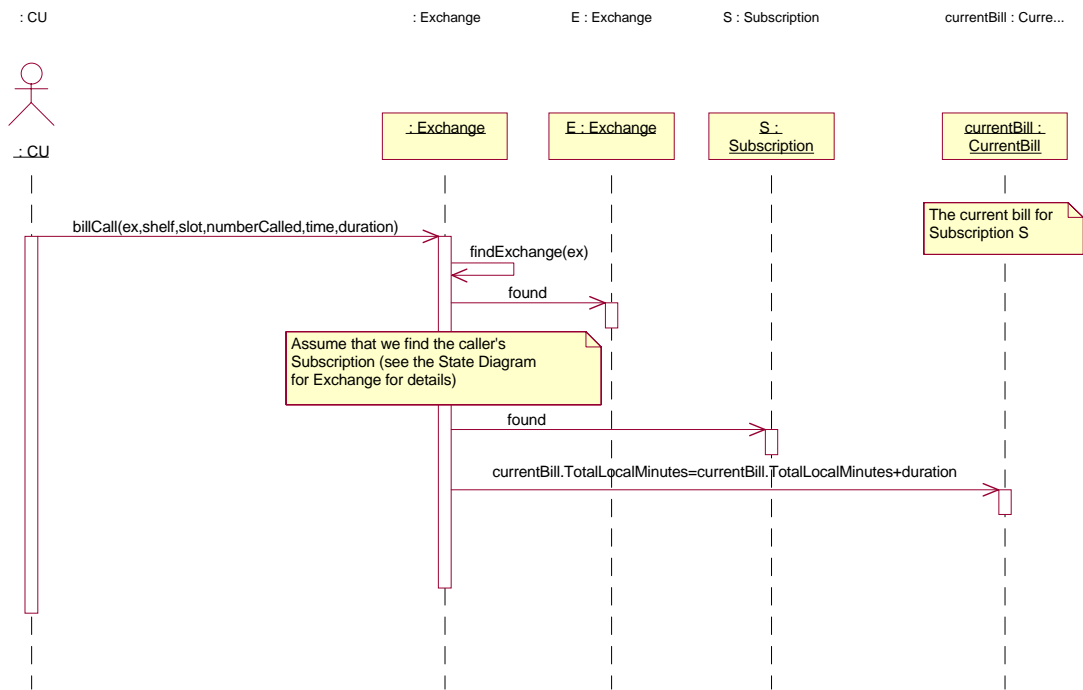 : CU
: Exchange
E : Exchange
S : Subscription
currentBill : Curre...
: CU
: Exchange
E : Exchange
S :
Subscription
currentBill :
CurrentBill
The current bill for
Subscription S
billCall(ex,shelf,slot,numberCalled,time,duration)
findExchange(ex)
found
Assume that we find the caller's
Subscription (see the State Diagram
for Exchange for details)
found
currentBill.TotalLocalMinutes=currentBill.TotalLocalMinutes+duration